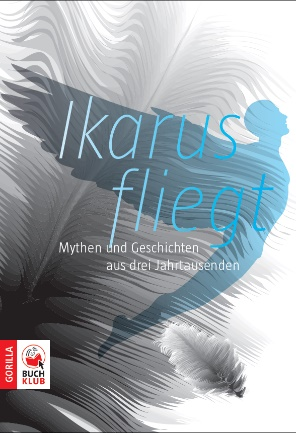 Ikarus
fliegt
Mythen und Geschichten
aus drei Jahrtausenden
GORILLA
BUCH
KLUB